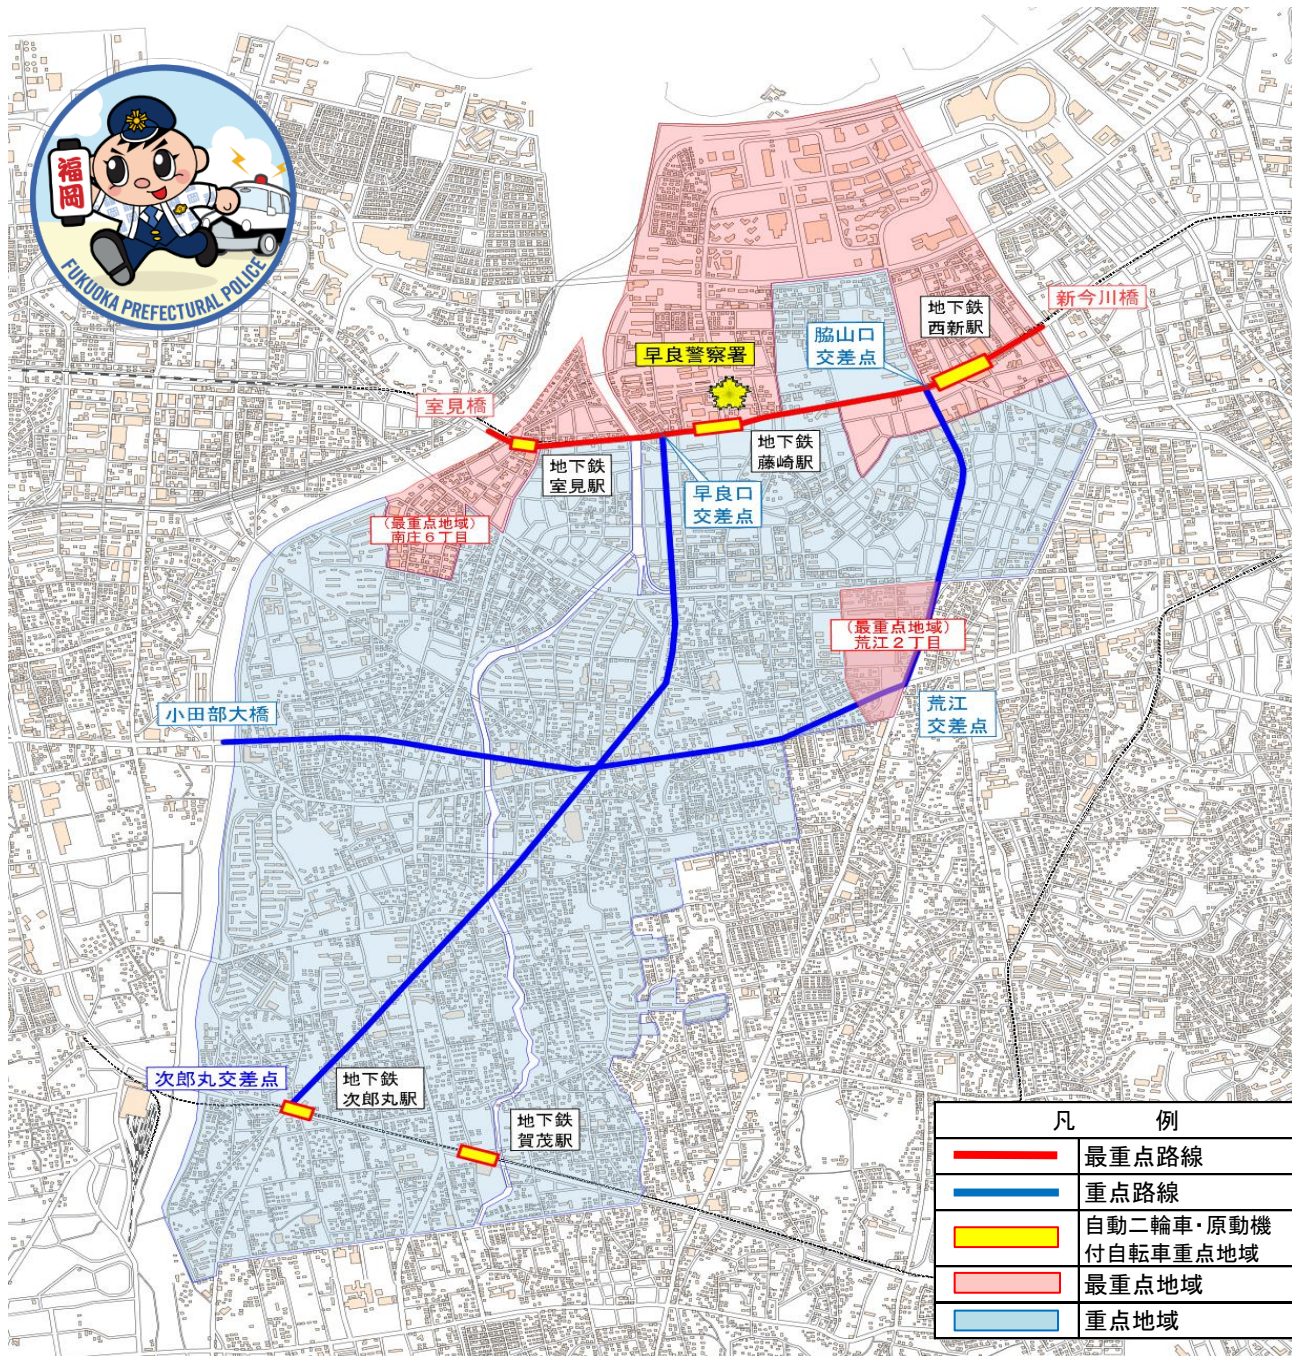 福岡
FUKUOKA PREFECTURAL POLICE
新今川橋
地下鉄
西新駅
脇山口
交差点
早良警察署
室見橋
地下鉄
藤崎駅
地下鉄
室見駅
早良口
交差点
(最重点地域)
南庄6丁目
(最重点地域)
荒江2丁目
荒江
交差点
小田部大橋
次郎丸交差点
地下鉄
次郎丸駅
地下鉄
賀茂駅
凡 例
最重点路線
重点路線
自動二輪車・原動機
付自転車重点地域
最重点地域
重点地域